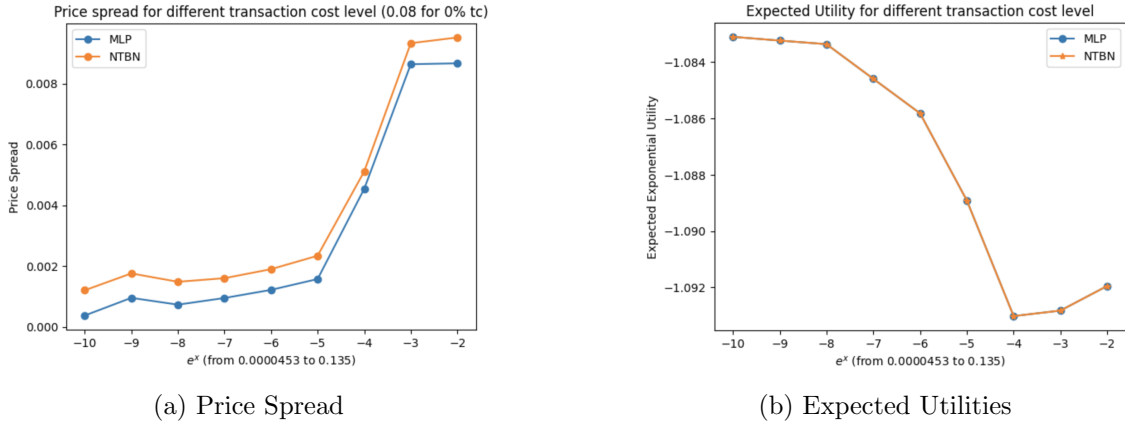 Price spread for different transaction cost level (0.08 for 0% tc)
MLP
NTBN
0.008
0.006
0.004
0.002
0.000
Price Spread
−10 −9 −8 −7 −6 −5 −4 −3 −2
e^x (from 0.0000453 to 0.135)
(a) Price Spread
Expected Utility for different transaction cost level
MLP
NTBN
−1.084
−1.086
−1.088
−1.090
−1.092
Expected Exponential Utility
−10 −9 −8 −7 −6 −5 −4 −3 −2
e^x (from 0.0000453 to 0.135)
(b) Expected Utilities